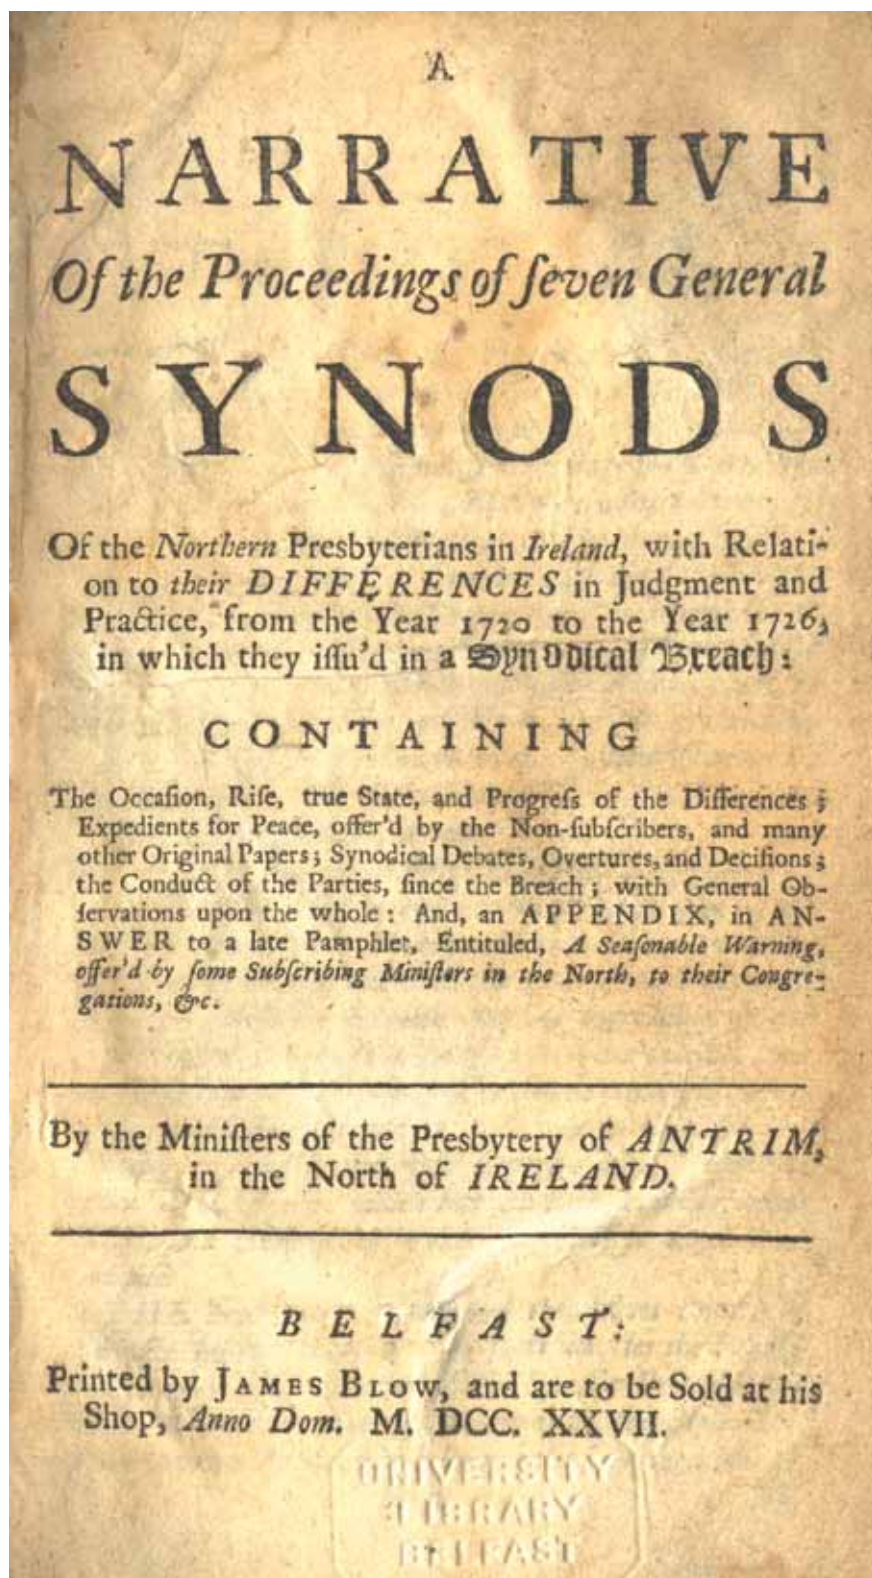 A
NARRATIVE
Of the Proceedings of ſeven General
SYNODS
Of the Northern Presbyterians in Ireland, with Relati-
on to their DIFFERENCES in Judgment and
Practice, from the Year 1720 to the Year 1726,
in which they iſſu'd in a Synodical Breach:
CONTAINING
The Occaſion, Riſe, true State, and Progreſs of the Differences;
Expedients for Peace, offer'd by the Non-ſubſcribers, and many
other Original Papers; Synodical Debates, Overtures, and Deciſions;
the Conduct of the Parties, ſince the Breach; with General Ob-
ſervations upon the whole: And, an APPENDIX, in AN-
SWER to a late Pamphlet, Entituled, A Seaſonable Warning,
offer'd by ſome Subſcribing Miniſters in the North, to their Congre-
gations, &c.
By the Miniſters of the Presbytery of ANTRIM,
in the North of IRELAND.
BELFAST:
Printed by JAMES BLOW, and are to be Sold at his
Shop, Anno Dom. M. DCC. XXVII.
UNIVERSITY
LIBRARY
BELFAST